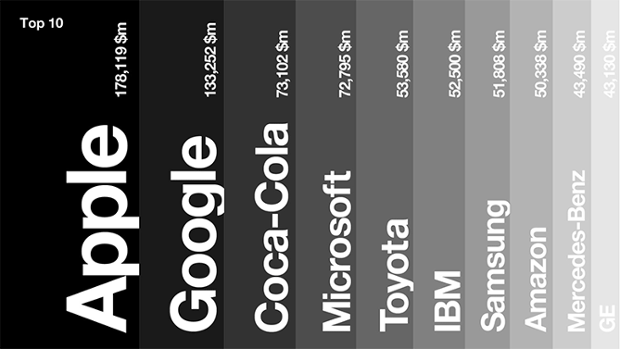 Top 10
178,119 $m
Apple
133,252 $m
Google
73,102 $m
Coca-Cola
72,795 $m
Microsoft
53,580 $m
Toyota
52,500 $m
IBM
51,808 $m
Samsung
50,338 $m
Amazon
43,490 $m
Mercedes-Benz
43,130 $m
GE